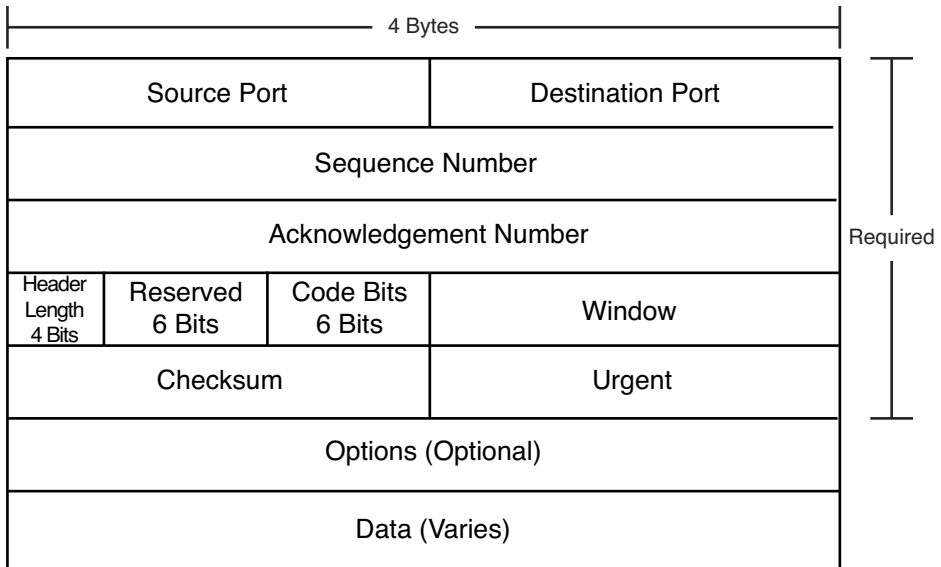 4 Bytes
Source Port
Destination Port
Sequence Number
Acknowledgement Number
Required
Header
Length
4 Bits
Reserved
6 Bits
Code Bits
6 Bits
Window
Checksum
Urgent
Options (Optional)
Data (Varies)